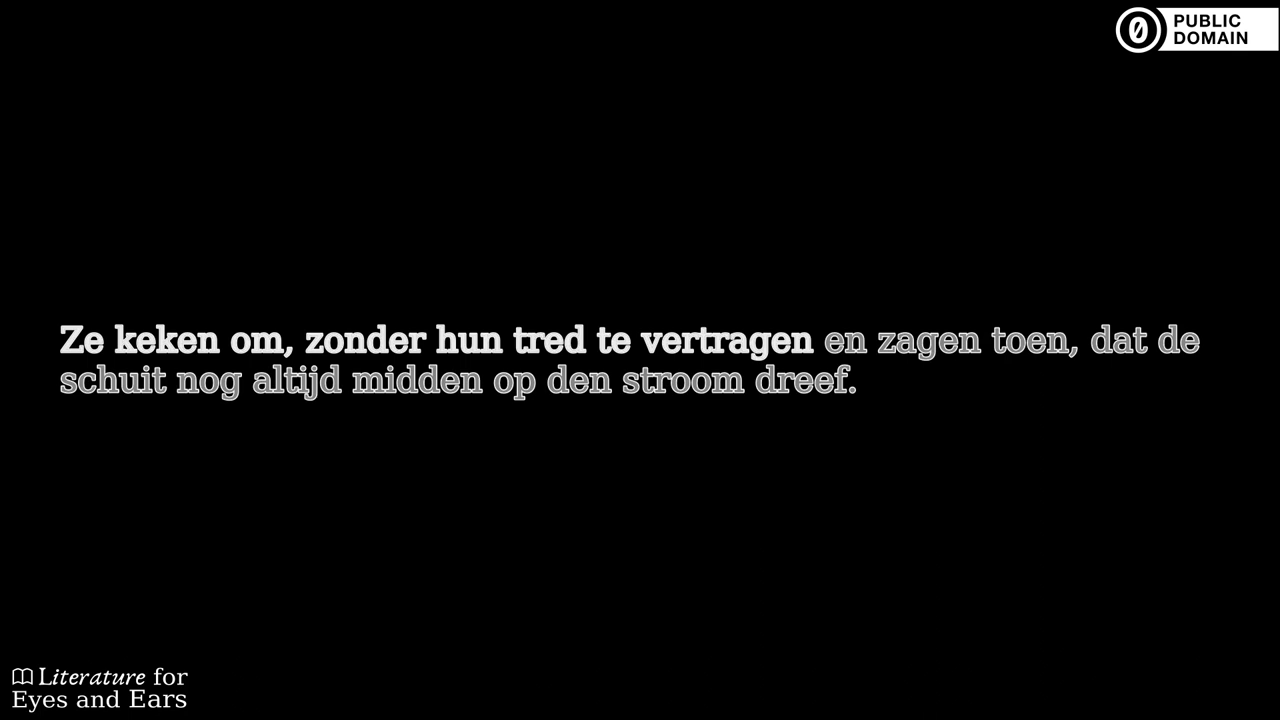 PUBLIC
DOMAIN
Ze keken om, zonder hun tred te vertragen en zagen toen, dat de
schuit nog altijd midden op den stroom dreef.
Literature for
Eyes and Ears